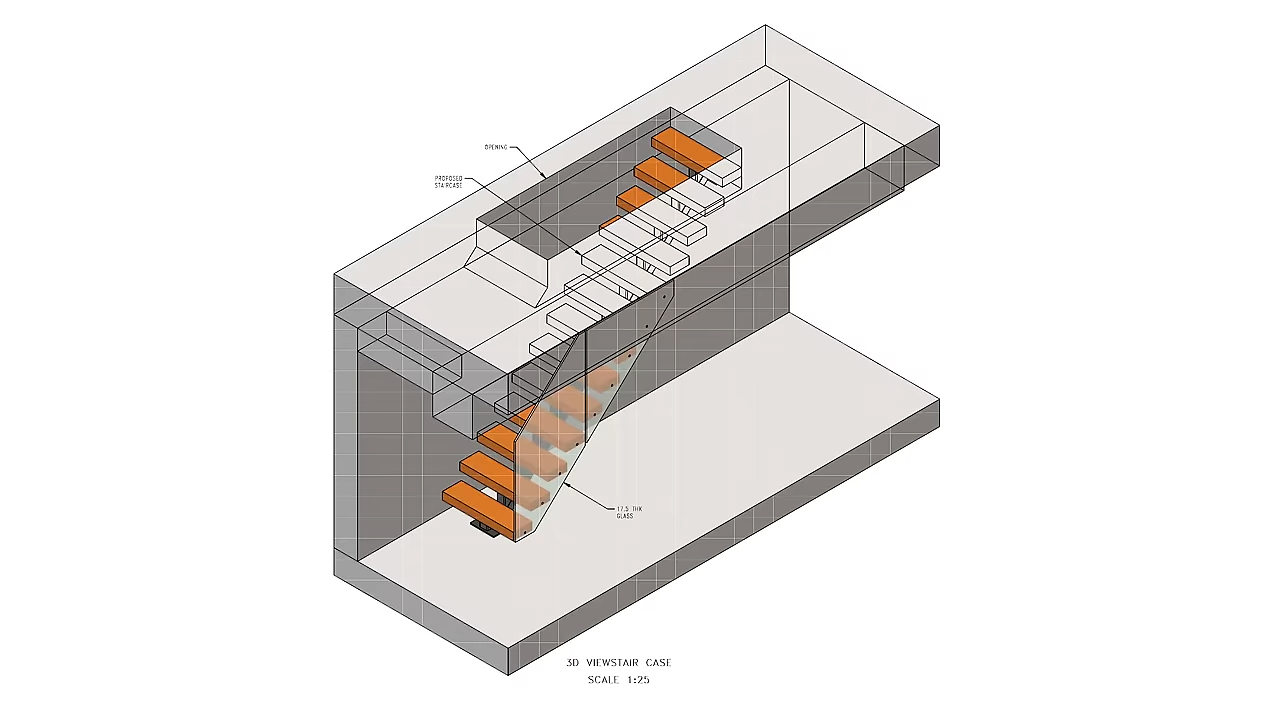 OPENING
PROPOSED
STAIRCASE
17.5 THK
GLASS
3D VIEWSTAIR CASE
SCALE 1:25